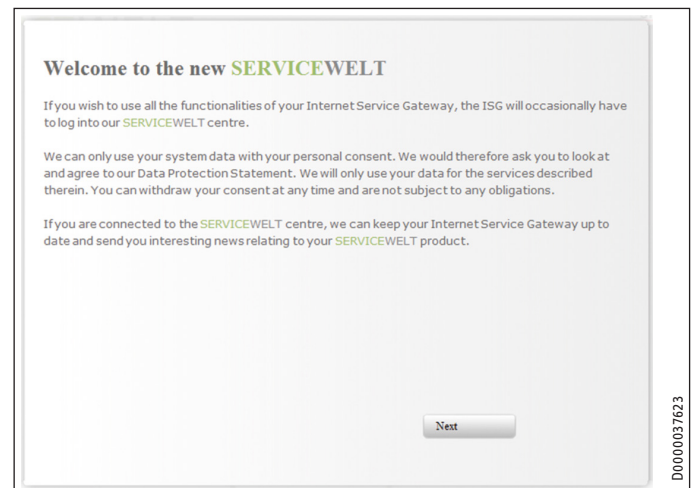 Welcome to the new SERVICEWELT
If you wish to use all the functionalities of your Internet Service Gateway, the ISG will occasionally have
to log into our SERVICEWELT centre.
We can only use your system data with your personal consent. We would therefore ask you to look at
and agree to our Data Protection Statement. We will only use your data for the services described
therein. You can withdraw your consent at any time and are not subject to any obligations.
If you are connected to the SERVICEWELT centre, we can keep your Internet Service Gateway up to
date and send you interesting news relating to your SERVICEWELT product.
Next
D0000037623